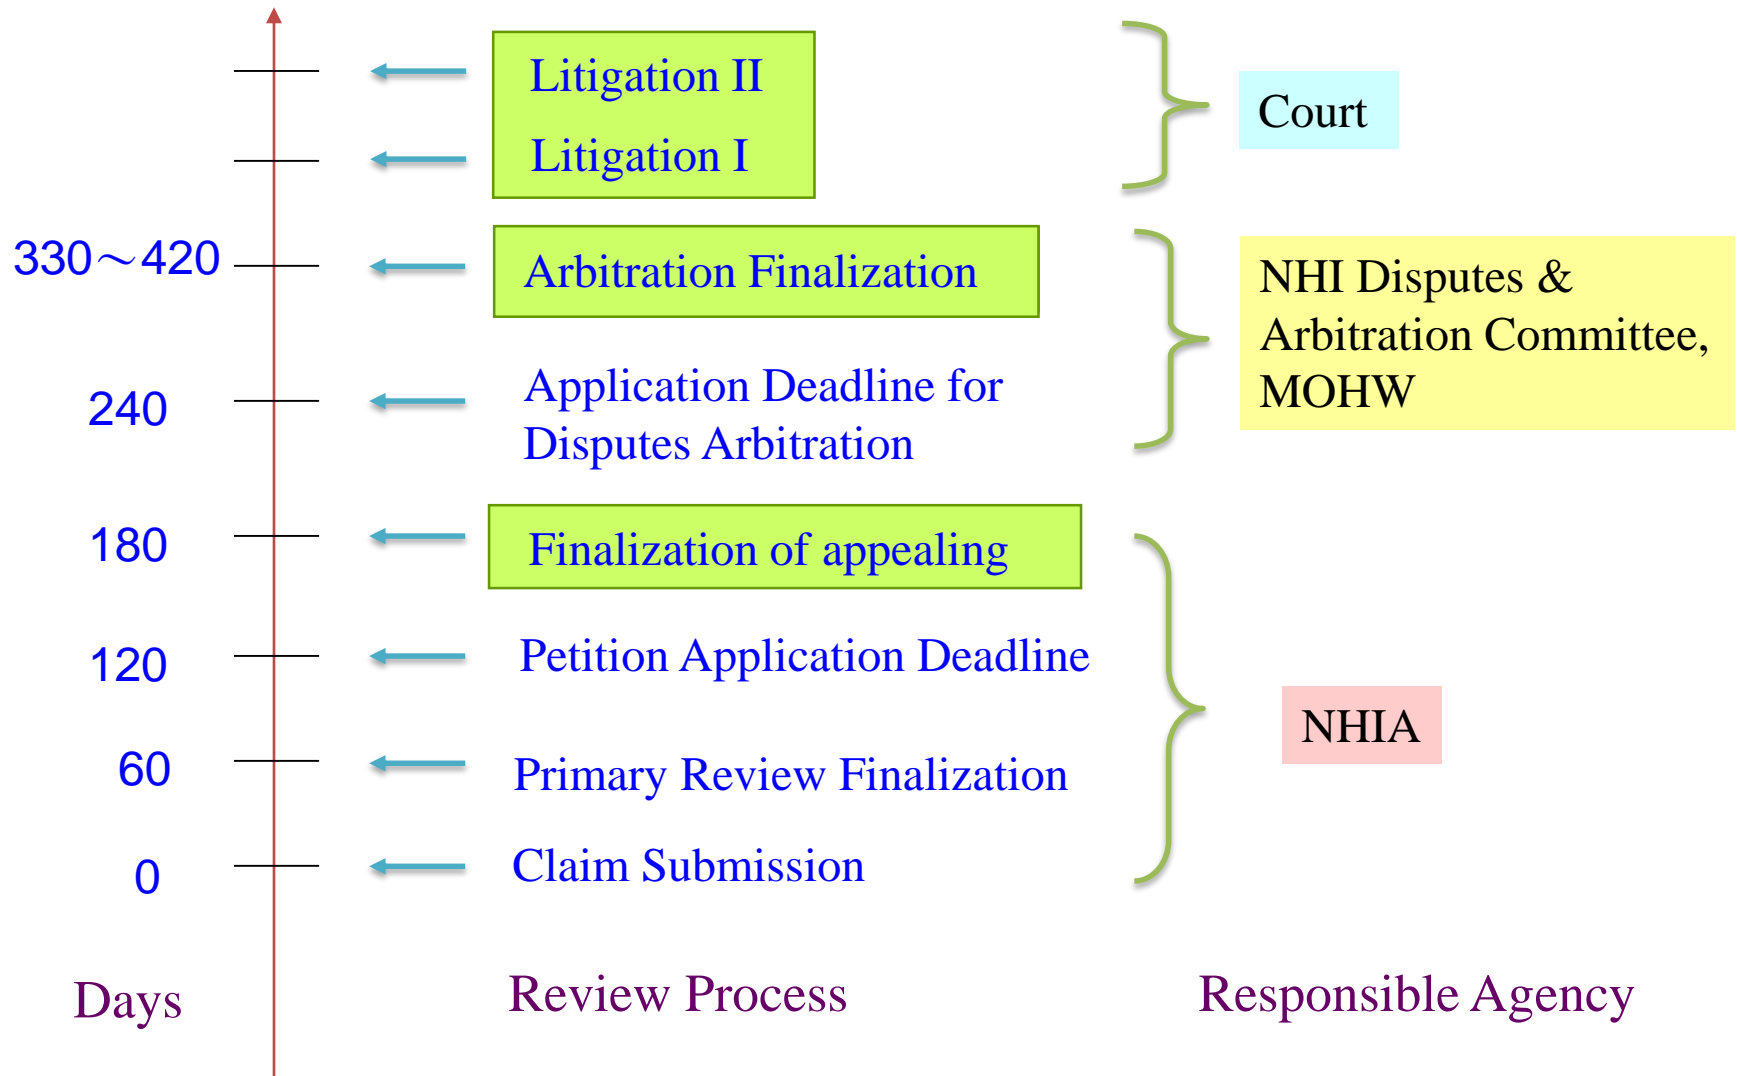 Litigation II
Court
Litigation I
330～420
Arbitration Finalization
NHI Disputes &
Arbitration Committee,
MOHW
240
Application Deadline for
Disputes Arbitration
180
Finalization of appealing
120
Petition Application Deadline
NHIA
60
Primary Review Finalization
0
Claim Submission
Days
Review Process
Responsible Agency